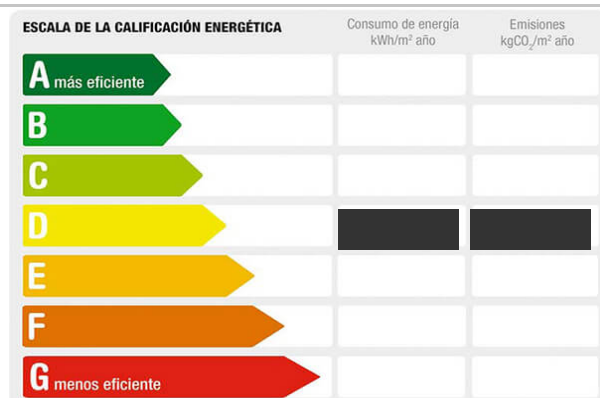 ESCALA DE LA CALIFICACIÓN ENERGÉTICA
Consumo de energía
kWh/m² año
Emisiones
kgCO₂/m² año
A más eficiente
B
C
D
E
F
G menos eficiente